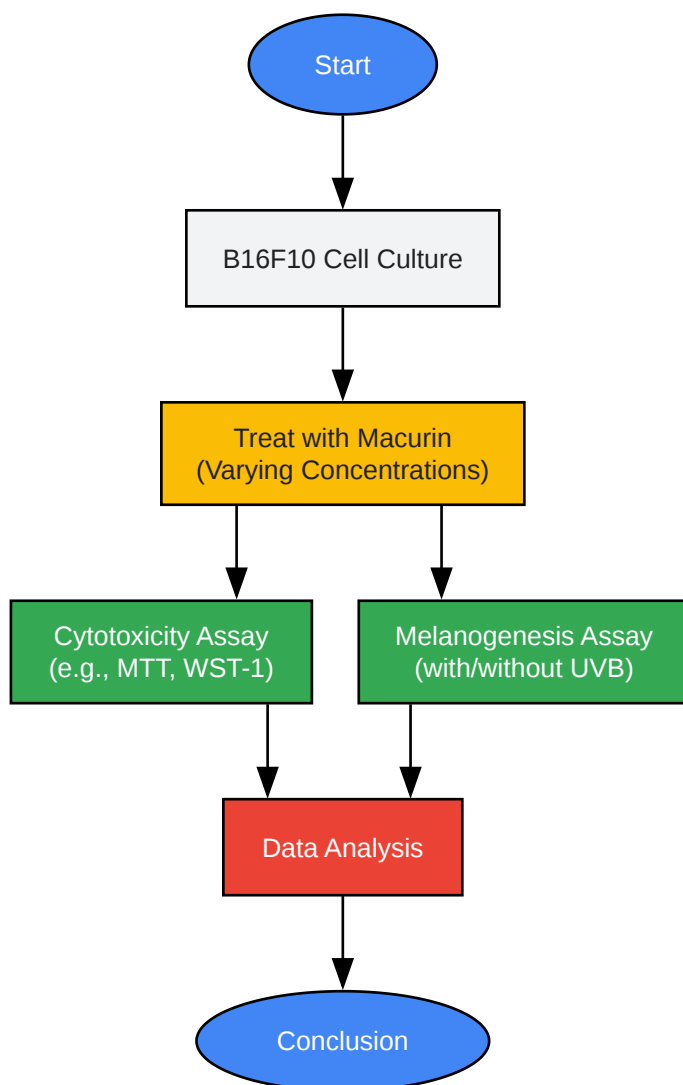 Start
B16F10 Cell Culture
Treat with Macurin
(Varying Concentrations)
Cytotoxicity Assay
(e.g., MTT, WST-1)
Melanogenesis Assay
(with/without UVB)
Data Analysis
Conclusion